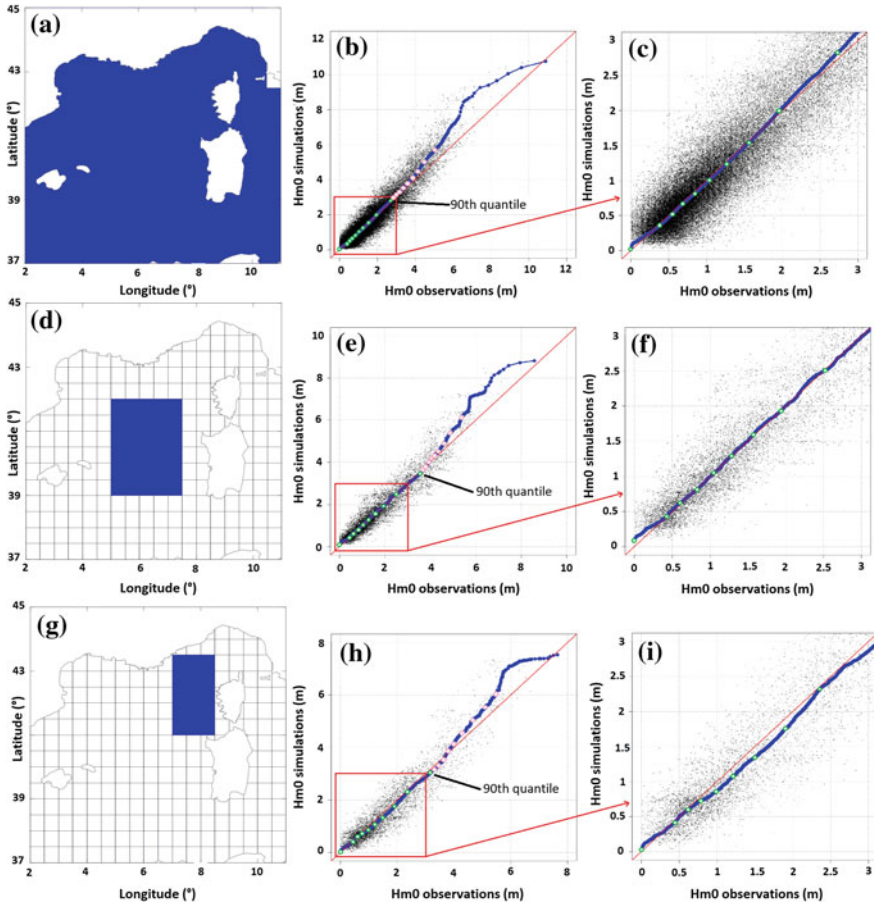 (a)
45
43
41
39
37
Latitude (°)
2 4 6 8 10
Longitude (°)
(b)
12
10
8
6
4
2
0
Hm0 simulations (m)
90th quantile
0 2 4 6 8 10 12
Hm0 observations (m)
(c)
3
2.5
2
1.5
1
0.5
0
Hm0 simulations (m)
0 0.5 1 1.5 2 2.5 3
Hm0 observations (m)
(d)
45
43
41
39
37
Latitude (°)
2 4 6 8 10
Longitude (°)
(e)
10
8
6
4
2
0
Hm0 simulations (m)
90th quantile
0 2 4 6 8 10
Hm0 observations (m)
(f)
3
2.5
2
1.5
1
0.5
0
Hm0 simulations (m)
0 0.5 1 1.5 2 2.5 3
Hm0 observations (m)
(g)
45
43
41
39
37
Latitude (°)
2 4 6 8 10
Longitude (°)
(h)
8
6
4
2
0
Hm0 simulations (m)
90th quantile
0 2 4 6 8
Hm0 observations (m)
(i)
3
2.5
2
1.5
1
0.5
0
Hm0 simulations (m)
0 0.5 1 1.5 2 2.5 3
Hm0 observations (m)